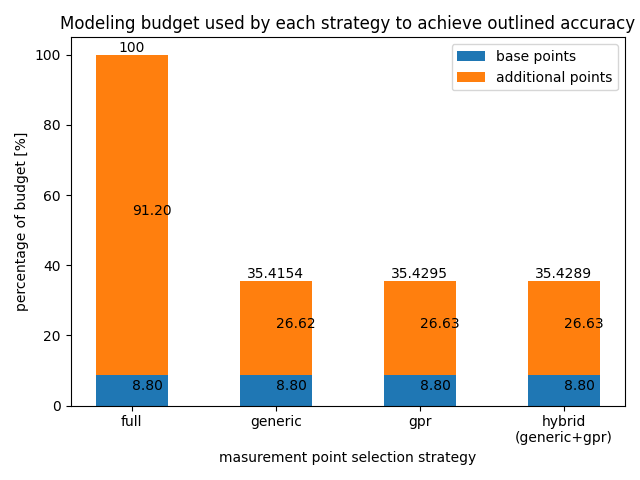 Modeling budget used by each strategy to achieve outlined accuracy
base points
additional points
percentage of budget [%]
100
80
60
40
20
0
100
91.20
8.80
35.4154
26.62
8.80
35.4295
26.63
8.80
35.4289
26.63
8.80
full
generic
gpr
hybrid
(generic+gpr)
masurement point selection strategy